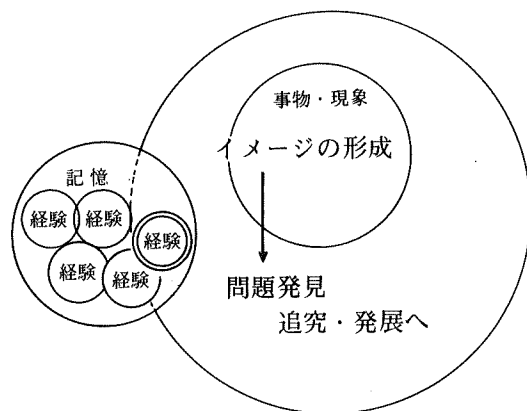 事物・現象
イメージの形成
記憶
経験
経験
経験
経験
経験
問題発見
追究・発展へ